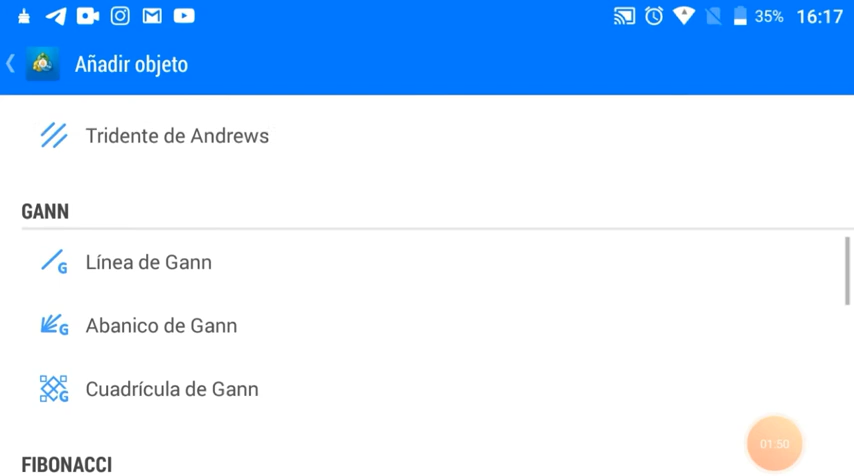 35% 16:17
Añadir objeto
Tridente de Andrews
GANN
Línea de Gann
Abanico de Gann
Cuadrícula de Gann
01:50
FIBONACCI